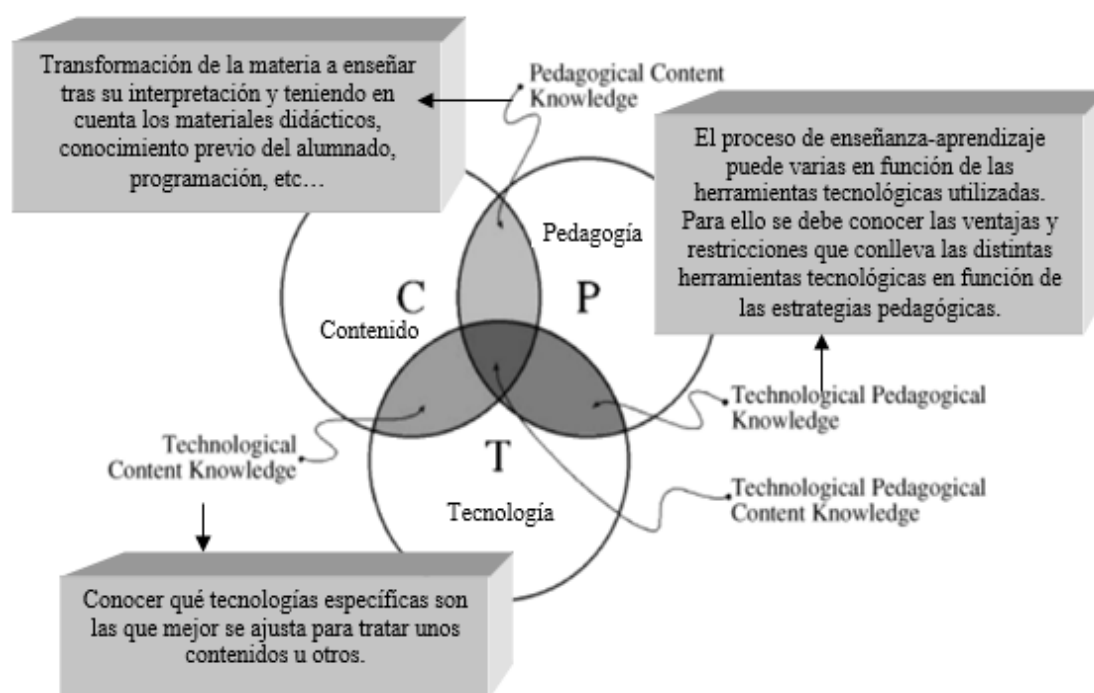 Transformación de la materia a enseñar
tras su interpretación y teniendo en
cuenta los materiales didácticos,
conocimiento previo del alumnado,
programación, etc…
Pedagogical Content
Knowledge
El proceso de enseñanza-aprendizaje
puede varias en función de las
herramientas tecnológicas utilizadas.
Para ello se debe conocer las ventajas y
restricciones que conlleva las distintas
herramientas tecnológicas en función de
las estrategias pedagógicas.
Pedagogía
C
P
Contenido
Technological
Content Knowledge
T
Tecnología
Technological Pedagogical
Knowledge
Technological Pedagogical
Content Knowledge
Conocer qué tecnologías específicas son
las que mejor se ajusta para tratar unos
contenidos u otros.